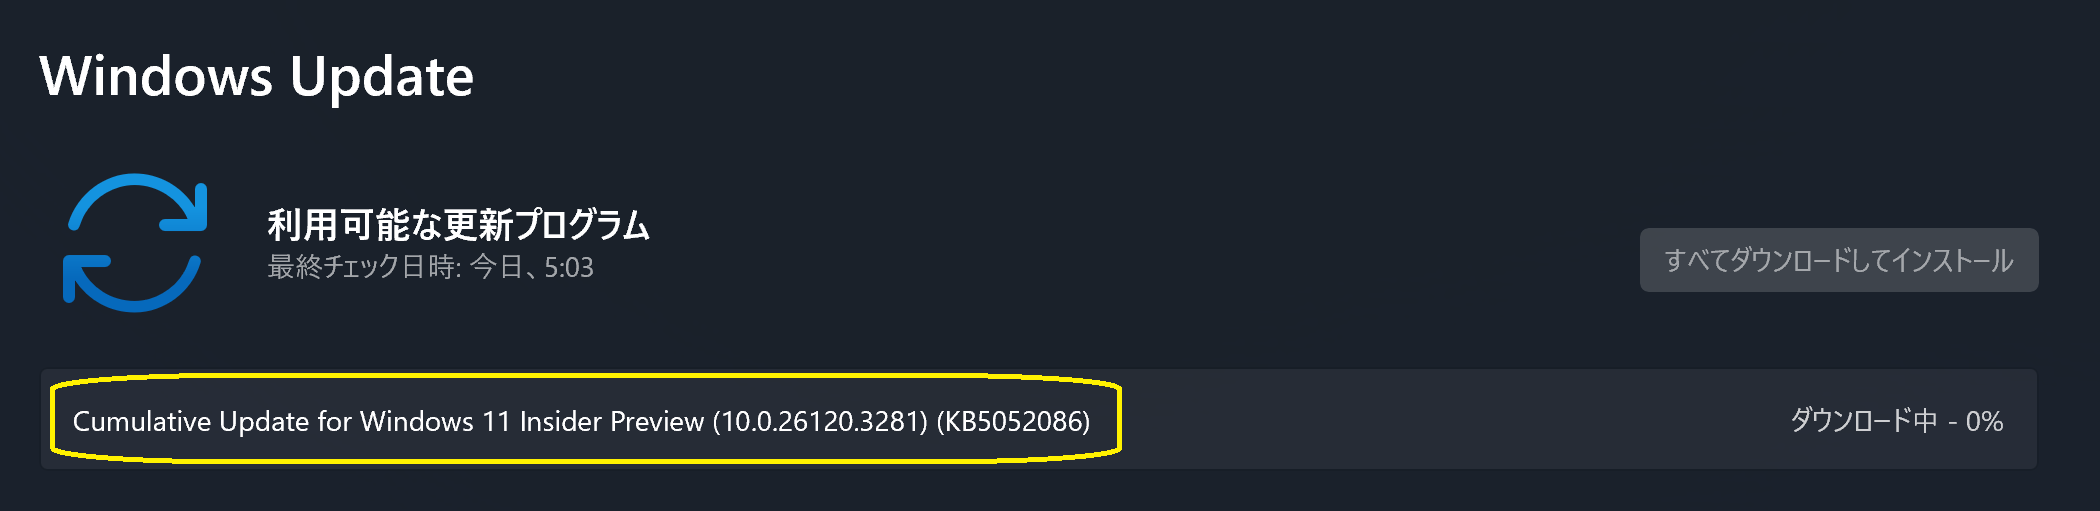 Windows Update
利用可能な更新プログラム
最終チェック日時: 今日、5:03
すべてダウンロードしてインストール
Cumulative Update for Windows 11 Insider Preview (10.0.26120.3281) (KB5052086)
ダウンロード中 - 0%